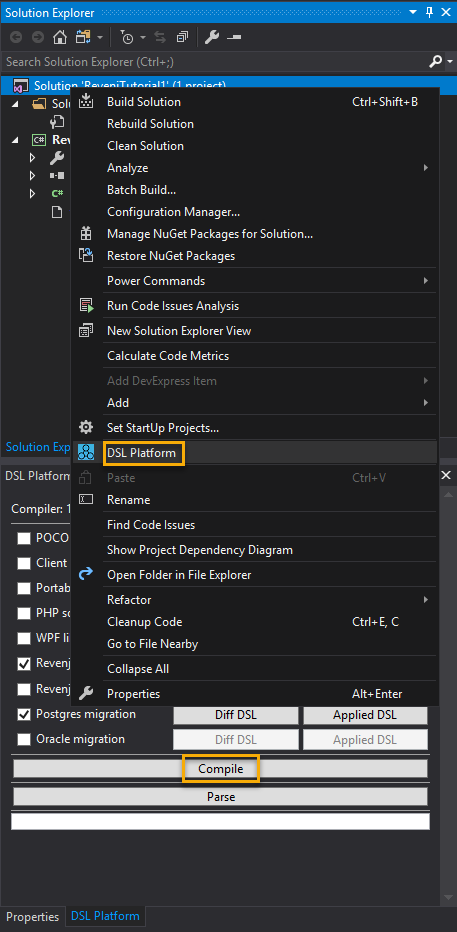 Solution Explorer
Search Solution Explorer (Ctrl+;)
Solution 'RevenjTutorial1' (1 project)
Solu
C# Rev
C#
Build Solution Ctrl+Shift+B
Rebuild Solution
Clean Solution
Analyze
Batch Build...
Configuration Manager...
Manage NuGet Packages for Solution...
Restore NuGet Packages
Power Commands
Run Code Issues Analysis
New Solution Explorer View
Calculate Code Metrics
Add DevExpress Item
Add
Set StartUp Projects...
DSL Platform
Paste Ctrl+V
Rename
Find Code Issues
Show Project Dependency Diagram
Open Folder in File Explorer
Refactor
Cleanup Code Ctrl+E, C
Go to File Nearby
Collapse All
Properties Alt+Enter
Solution Exp
DSL Platform
Compiler: 1
POCO
Client
Portab
PHP so
WPF li
Revenj
Revenj
Postgres migration Diff DSL Applied DSL
Oracle migration Diff DSL Applied DSL
Compile
Parse
Properties DSL Platform